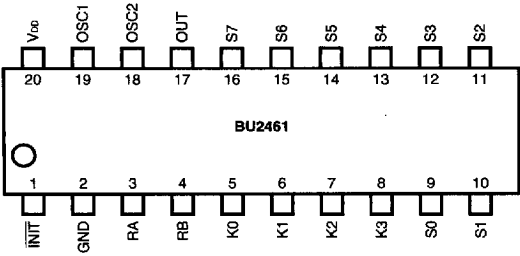 VDD OSC1 OSC2 OUT S7 S6 S5 S4 S3 S2
20 19 18 17 16 15 14 13 12 11
BU2461
1 2 3 4 5 6 7 8 9 10
INIT GND RA RB K0 K1 K2 K3 S0 S1